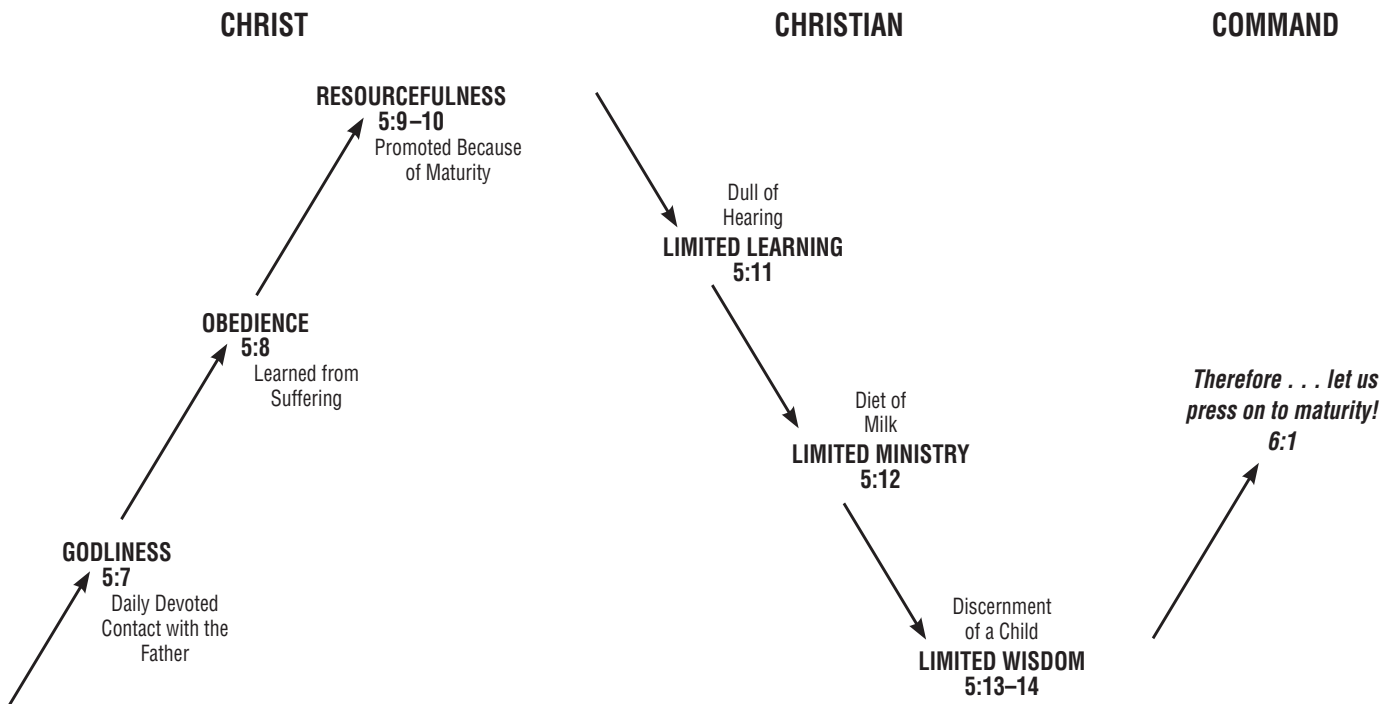 CHRIST
RESOURCEFULNESS
5:9–10
Promoted Because
of Maturity
OBEDIENCE
5:8
Learned from
Suffering
GODLINESS
5:7
Daily Devoted
Contact with the
Father
CHRISTIAN
Dull of
Hearing
LIMITED LEARNING
5:11
Diet of
Milk
LIMITED MINISTRY
5:12
Discernment
of a Child
LIMITED WISDOM
5:13–14
COMMAND
Therefore . . . let us
press on to maturity!
6:1